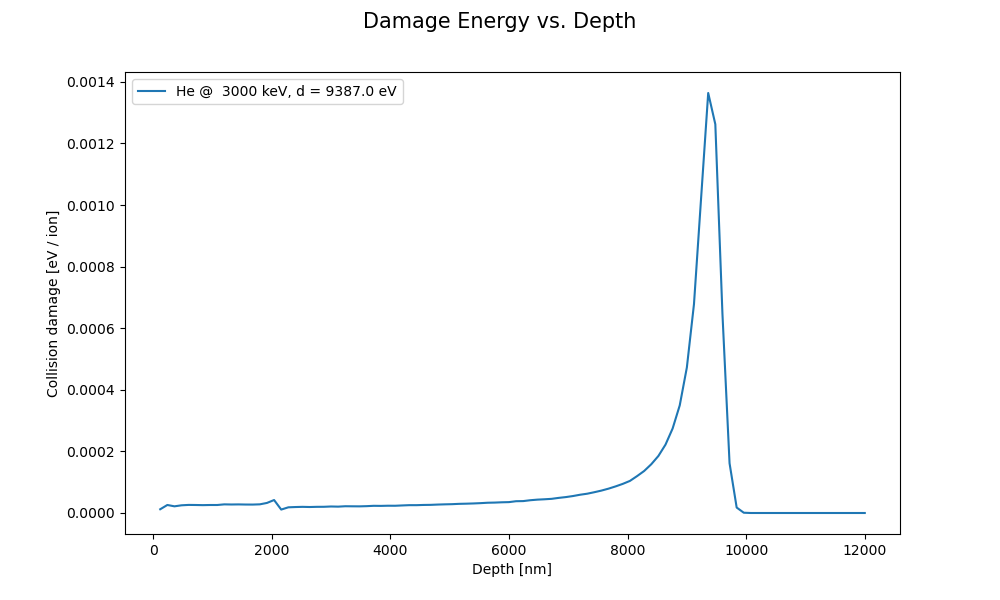 Damage Energy vs. Depth
He @  3000 keV, d = 9387.0 eV
Collision damage [eV / ion]
0.0014
0.0012
0.0010
0.0008
0.0006
0.0004
0.0002
0.0000
0 2000 4000 6000 8000 10000 12000
Depth [nm]